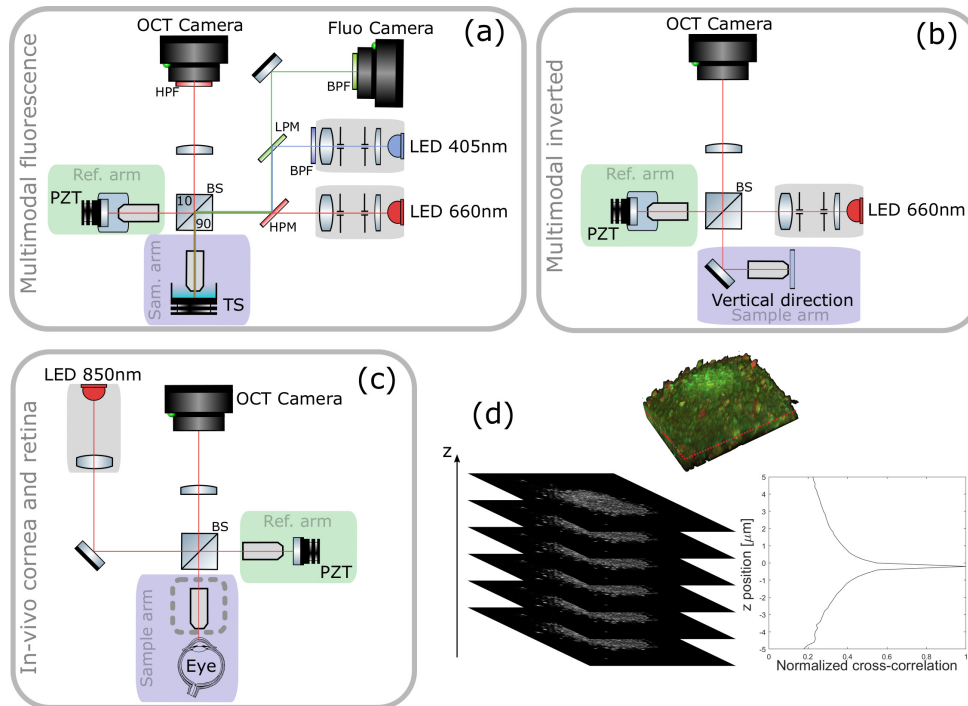 Multimodal fluorescence
OCT Camera
Fluo Camera
(a)
HPF
BPF
LPM
LED 405nm
BPF
Ref. arm
PZT
BS
10
90
HPM
LED 660nm
Sam. arm
TS
Multimodal inverted
OCT Camera
(b)
Ref. arm
PZT
BS
LED 660nm
Vertical direction
Sample arm
In-vivo cornea and retina
LED 850nm
OCT Camera
(c)
BS
Ref. arm
PZT
Sample arm
Eye
(d)
z
z position [μm]
5
4
3
2
1
0
-1
-2
-3
-4
-5
0 0.2 0.4 0.6 0.8 1
Normalized cross-correlation